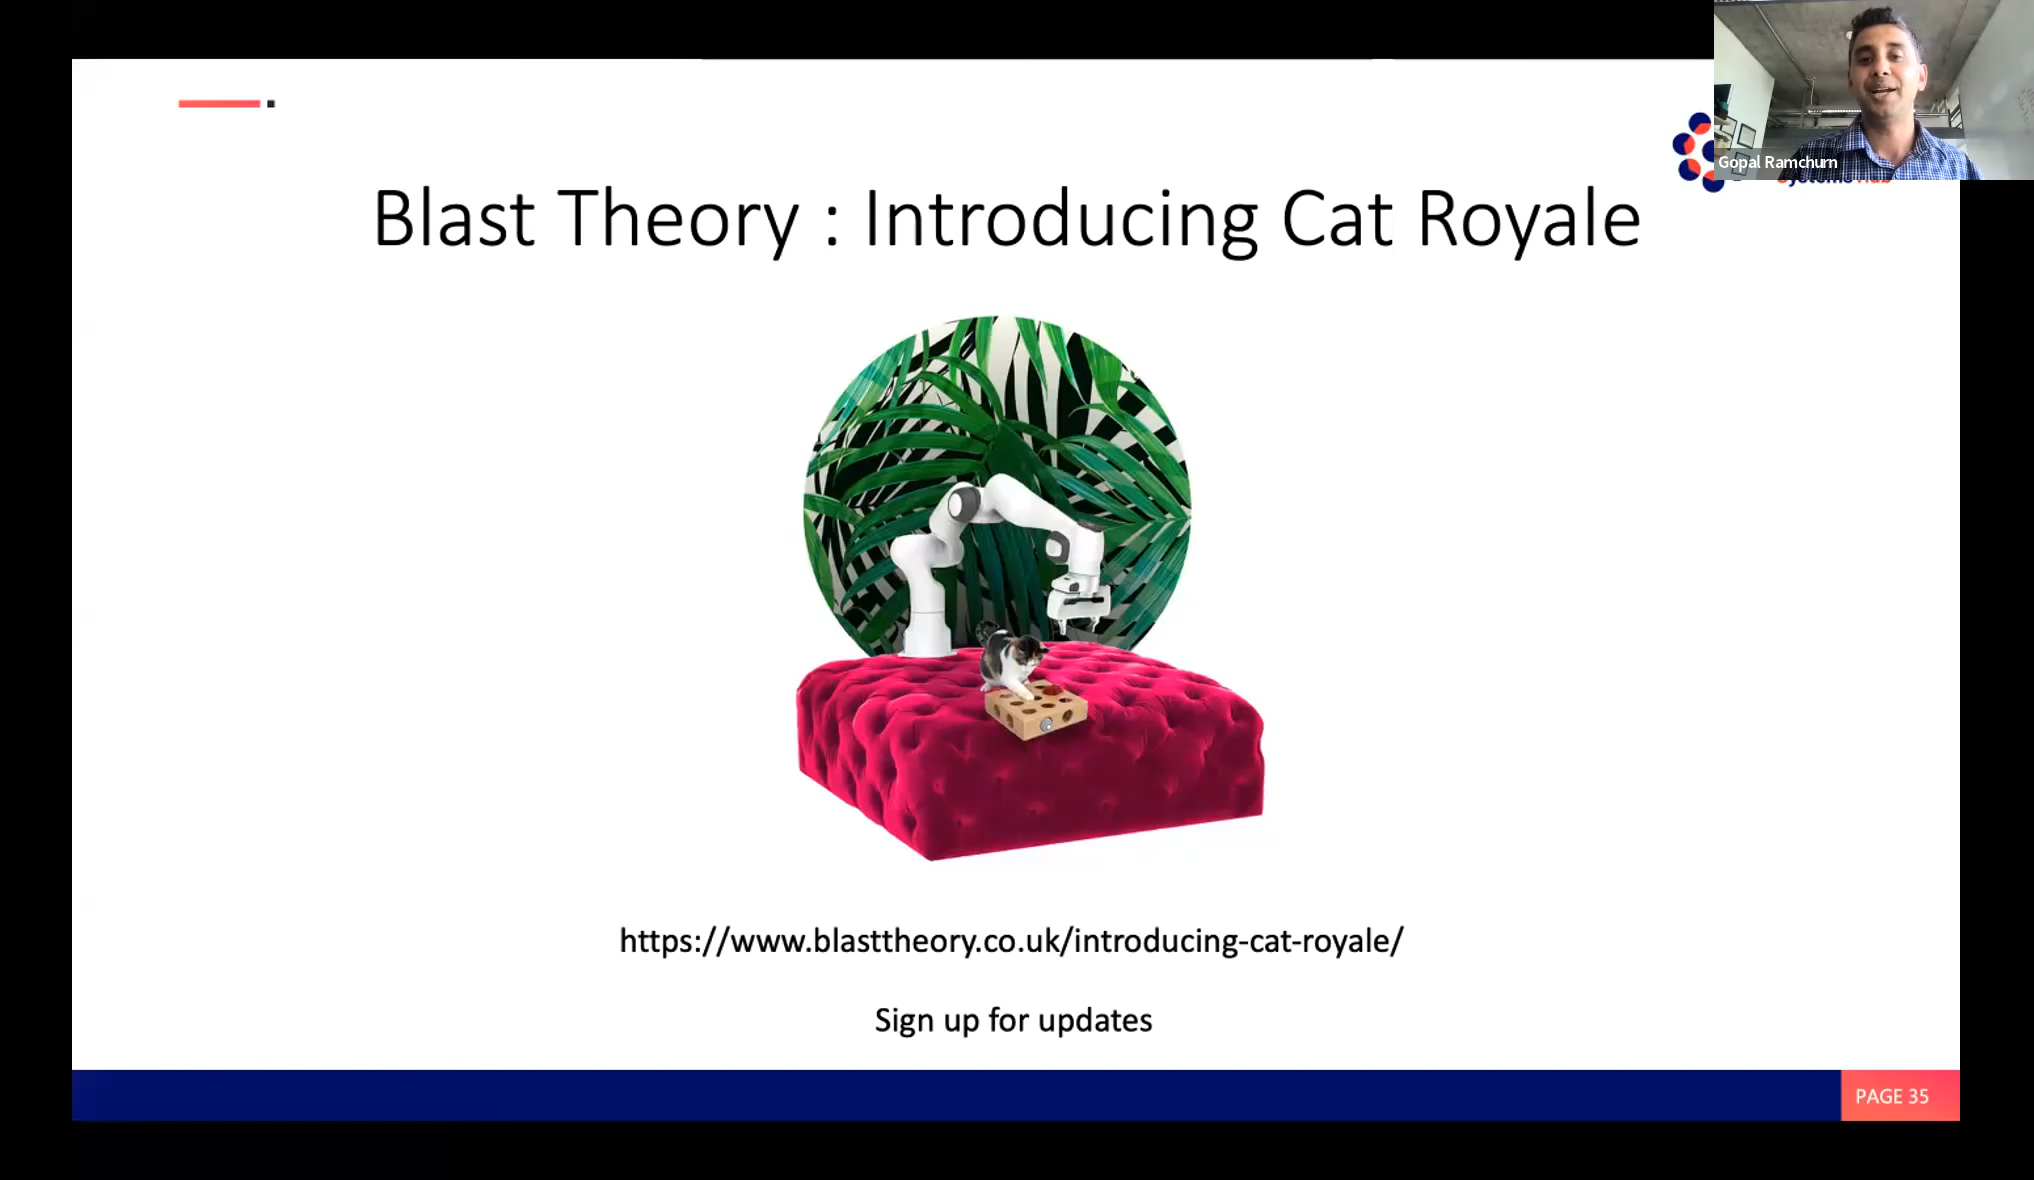 Gopal Ramchurn
Blast Theory : Introducing Cat Royale
https://www.blasttheory.co.uk/introducing-cat-royale/
Sign up for updates
PAGE 35